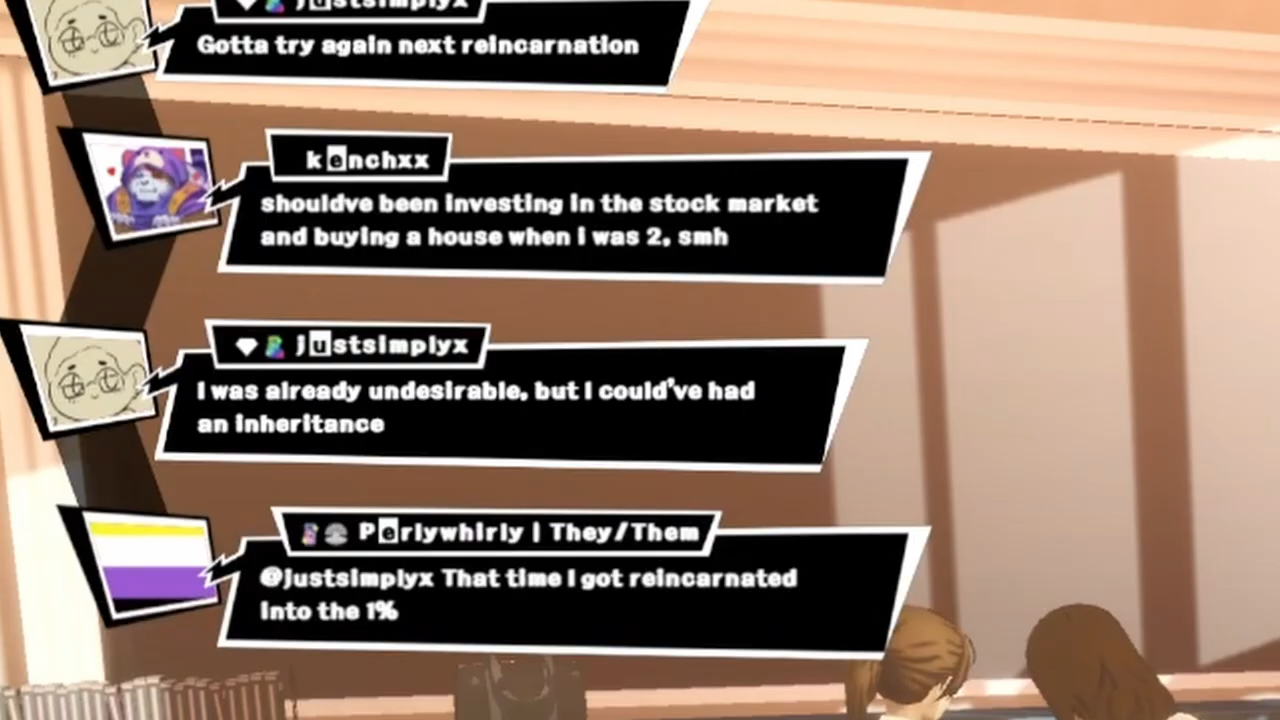 justsimplyx
Gotta try again next reincarnation
kenchxx
shouldve been investing in the stock market
and buying a house when i was 2, smh
justsimplyx
I was already undesirable, but I could've had
an inheritance
Perlywhirly | They/Them
@justsimplyx That time I got reincarnated
into the 1%